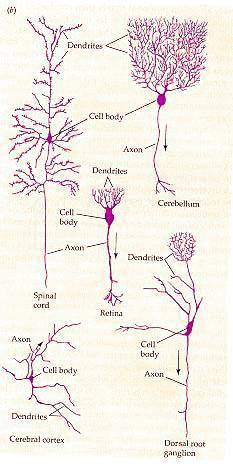 (b)
Dendrites
Cell body
Axon
Cerebellum
Dendrites
Cell
body
Axon
Spinal
cord
Retina
Dendrites
Cell
body
Axon
Dorsal root
ganglion
Axon
Cell body
Dendrites
Cerebral cortex